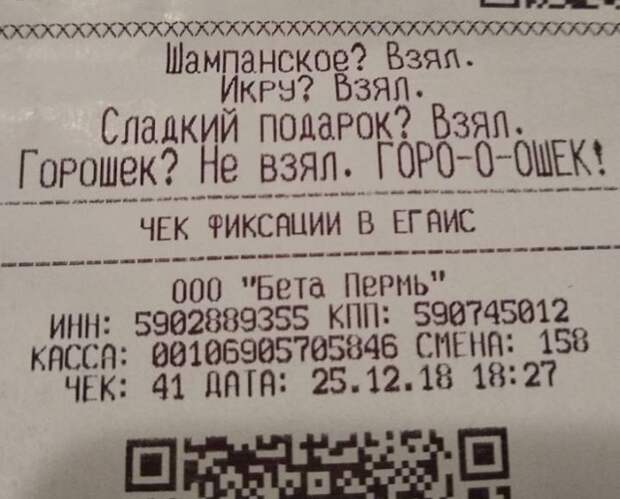 Шампанское? Взял.
Икру? Взял.
Сладкий подарок? Взял.
Горошек? Не взял. ГОРО-О-ОШЕК!
ЧЕК ФИКСАЦИИ В ЕГАИС
ООО "Бета Пермь"
ИНН: 5902889355 КПП: 590745012
КАССА: 00106905705846 СМЕНА: 158
ЧЕК: 41 ДАТА: 25.12.18 18:27